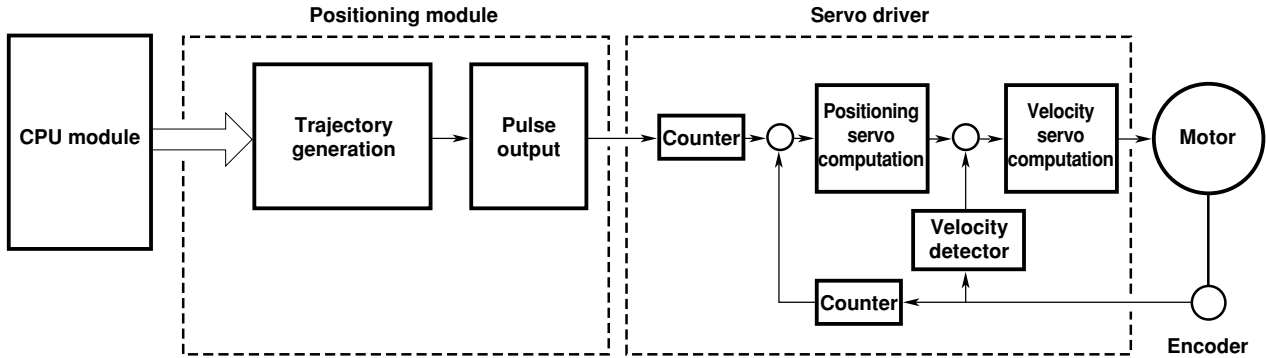 Positioning module
Servo driver
CPU module
Trajectory
generation
Pulse
output
Counter
Positioning
servo
computation
Velocity
servo
computation
Motor
Velocity
detector
Counter
Encoder